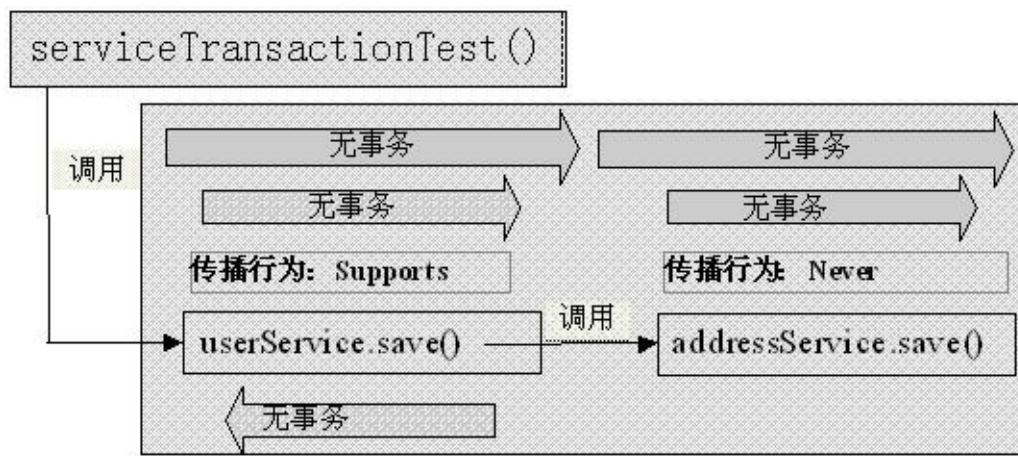 serviceTransactionTest()
调用
无事务
无事务
无事务
无事务
传播行为：Supports
传播行为：Never
调用
userService.save()
addressService.save()
无事务